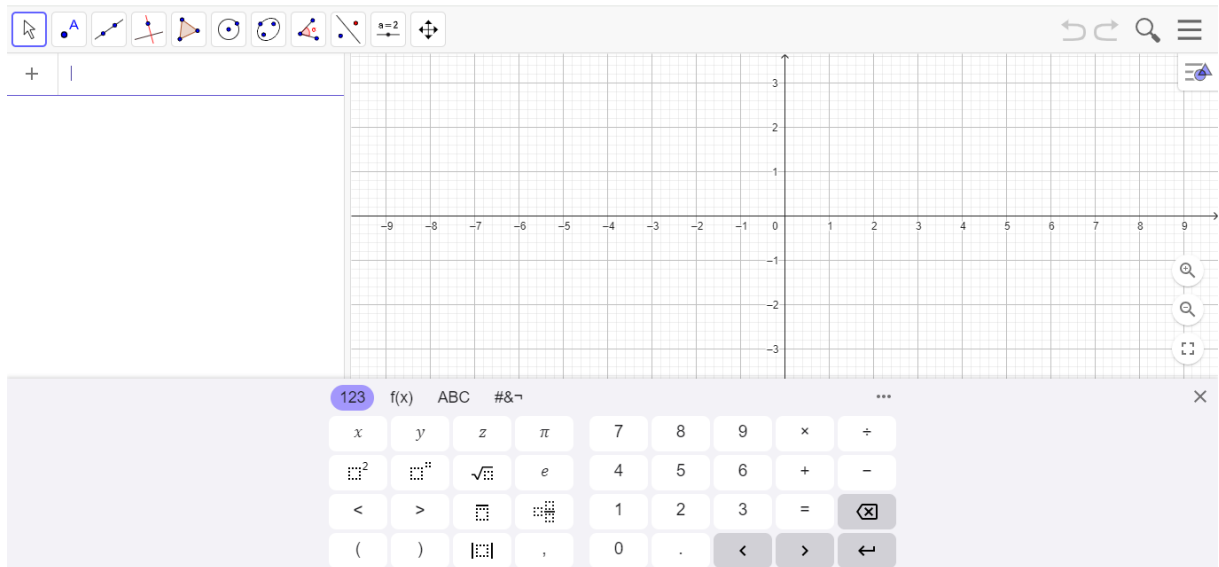 A
a=2
+
3
2
1
–9 –8 –7 –6 –5 –4 –3 –2 –1 0 1 2 3 4 5 6 7 8 9
–1
–2
–3
123 f(x) ABC #&¬ •••
x y z π 7 8 9 × ÷
□² □^□ √□ e 4 5 6 + −
< > 1 2 3 =
( ) |□| , 0 . < >